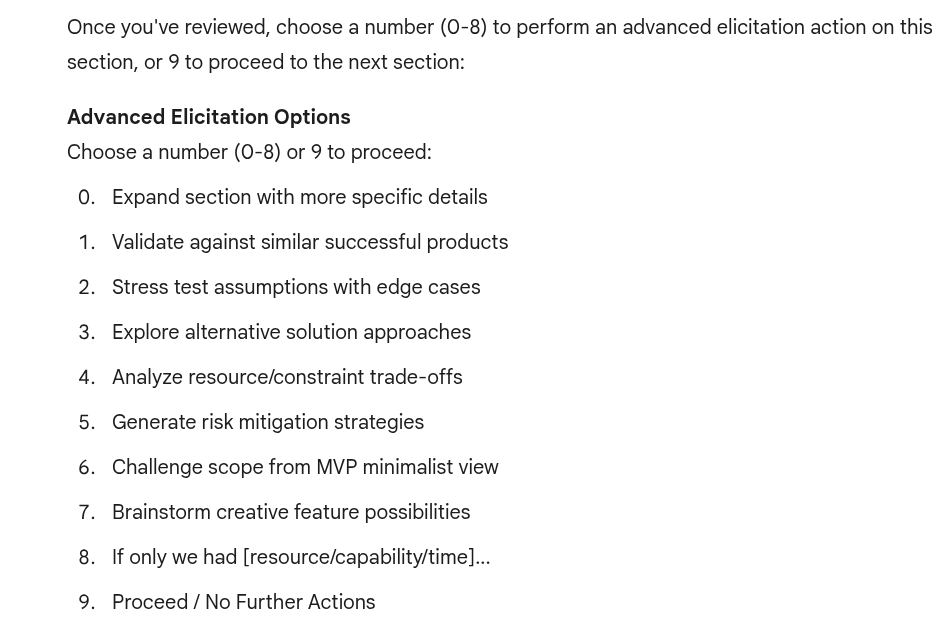 Once you've reviewed, choose a number (0-8) to perform an advanced elicitation action on this
section, or 9 to proceed to the next section:
Advanced Elicitation Options
Choose a number (0-8) or 9 to proceed:
0. Expand section with more specific details
1. Validate against similar successful products
2. Stress test assumptions with edge cases
3. Explore alternative solution approaches
4. Analyze resource/constraint trade-offs
5. Generate risk mitigation strategies
6. Challenge scope from MVP minimalist view
7. Brainstorm creative feature possibilities
8. If only we had [resource/capability/time]...
9. Proceed / No Further Actions